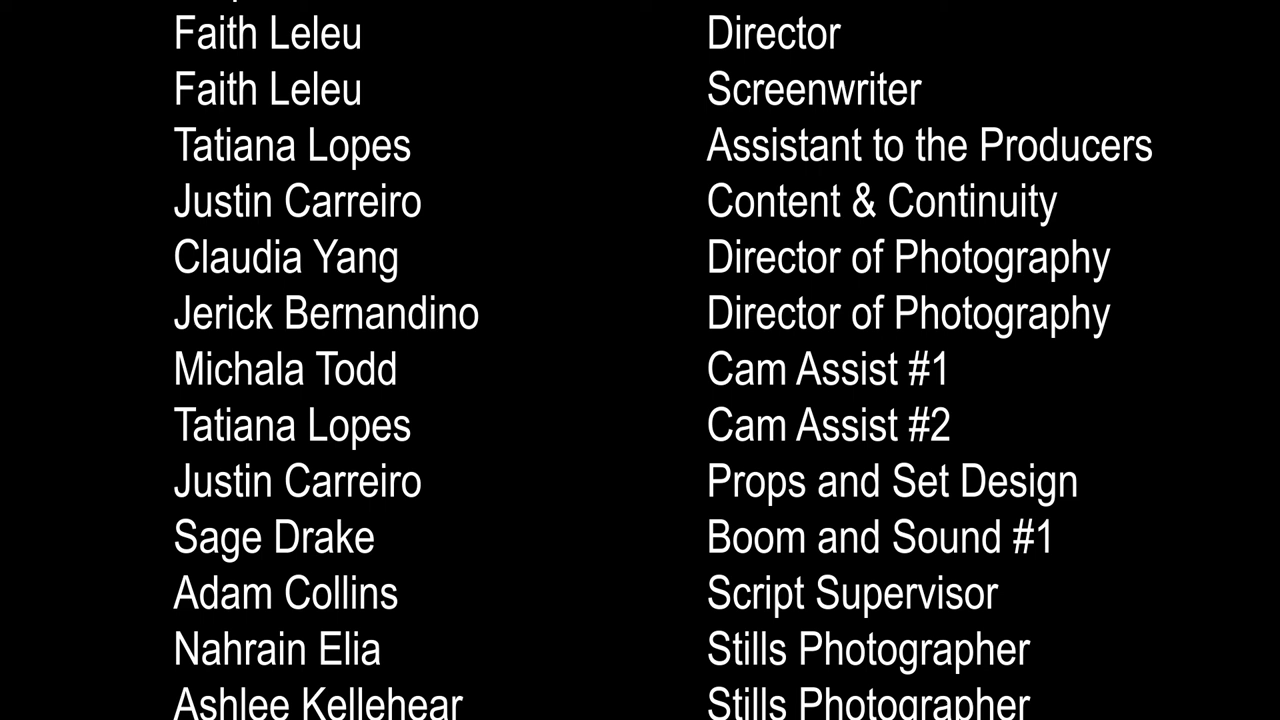 Faith Leleu Director
Faith Leleu Screenwriter
Tatiana Lopes Assistant to the Producers
Justin Carreiro Content & Continuity
Claudia Yang Director of Photography
Jerick Bernandino Director of Photography
Michala Todd Cam Assist #1
Tatiana Lopes Cam Assist #2
Justin Carreiro Props and Set Design
Sage Drake Boom and Sound #1
Adam Collins Script Supervisor
Nahrain Elia Stills Photographer
Ashlee Kellehear Stills Photographer